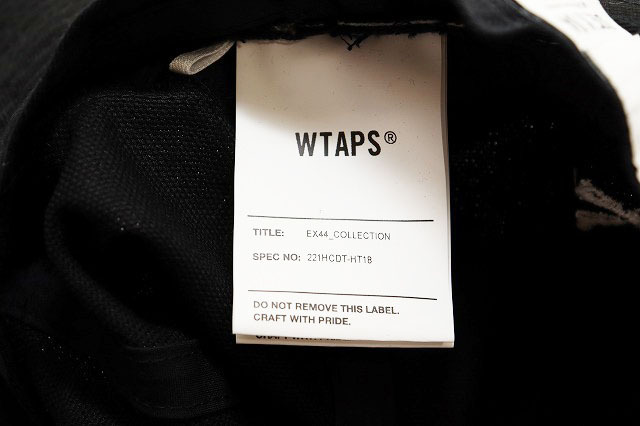 WTAPS®
TITLE: EX44_COLLECTION
SPEC NO: 221HCDT-HT18
DO NOT REMOVE THIS LABEL.
CRAFT WITH PRIDE.